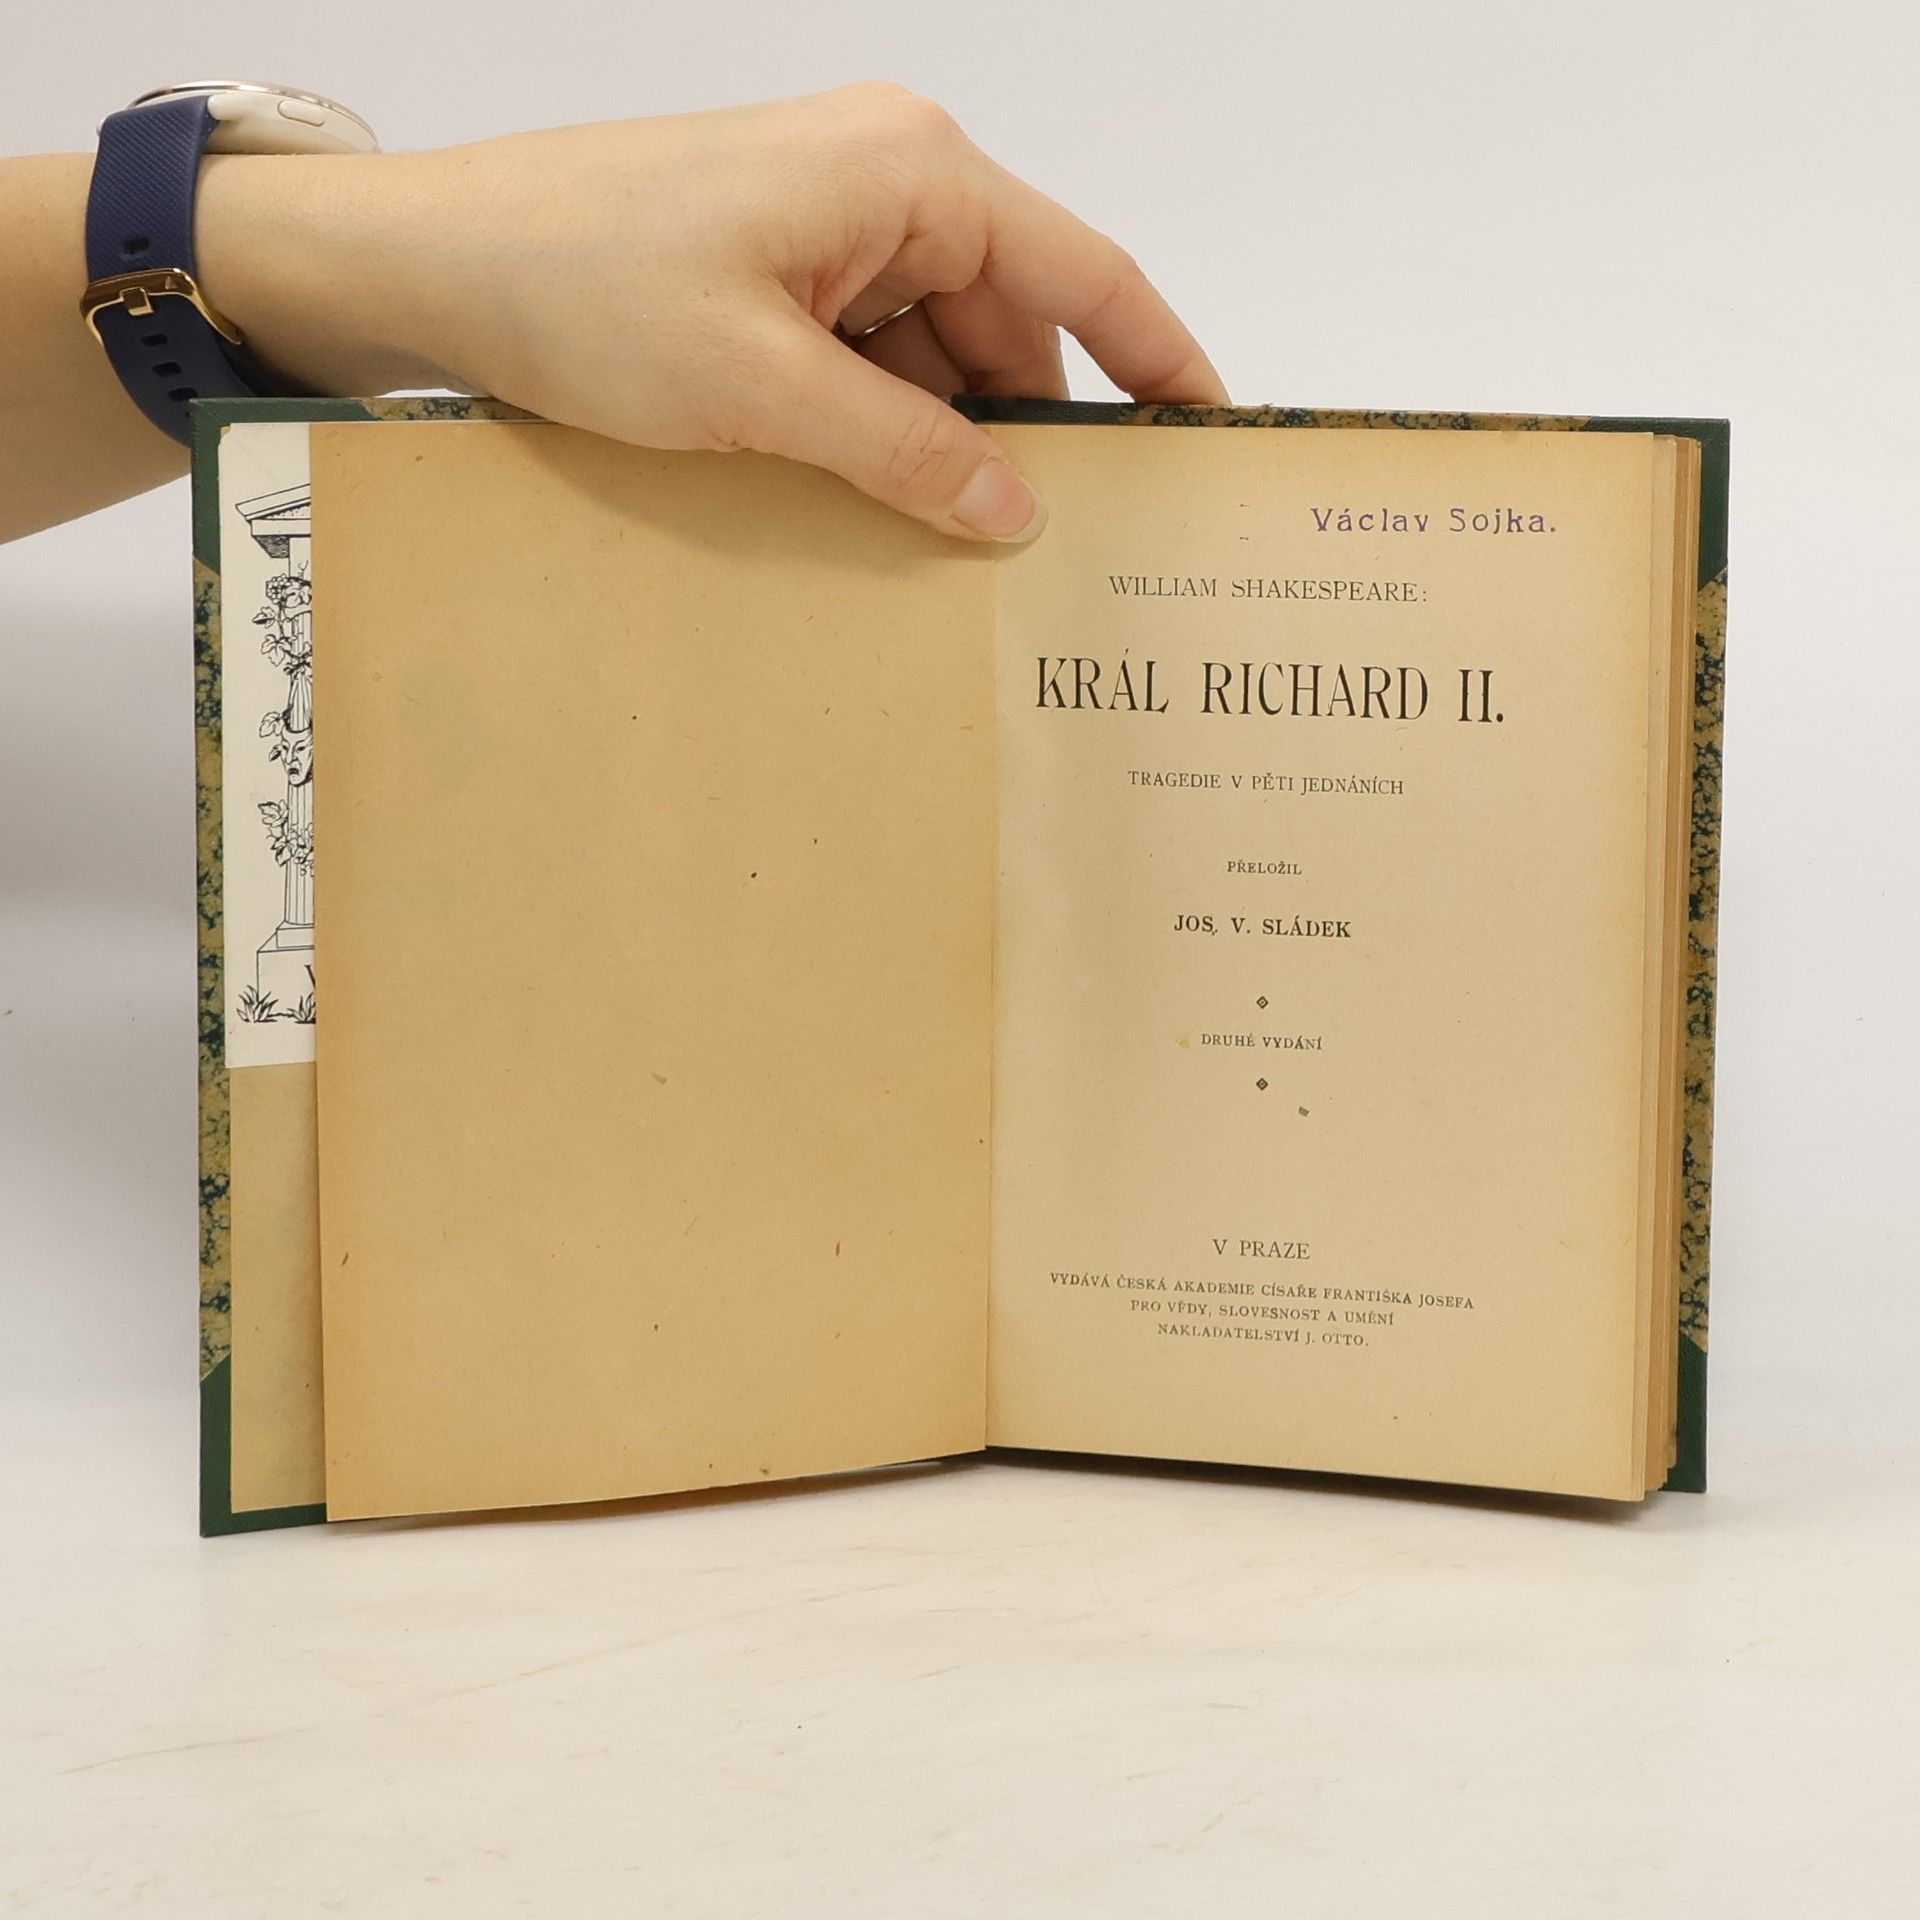 Václav Sojka.
WILLIAM SHAKESPEARE:
KRÁL RICHARD II.
TRAGEDIE V PĚTI JEDNÁNÍCH
PŘELOŽIL
JOS. V. SLÁDEK
DRUHÉ VYDÁNÍ
V PRAZE
VYDÁVÁ ČESKÁ AKADEMIE CÍSAŘE FRANTIŠKA JOSEFA
PRO VĚDY, SLOVESNOST A UMĚNÍ
NAKLADATELSTVÍ J. OTTO.